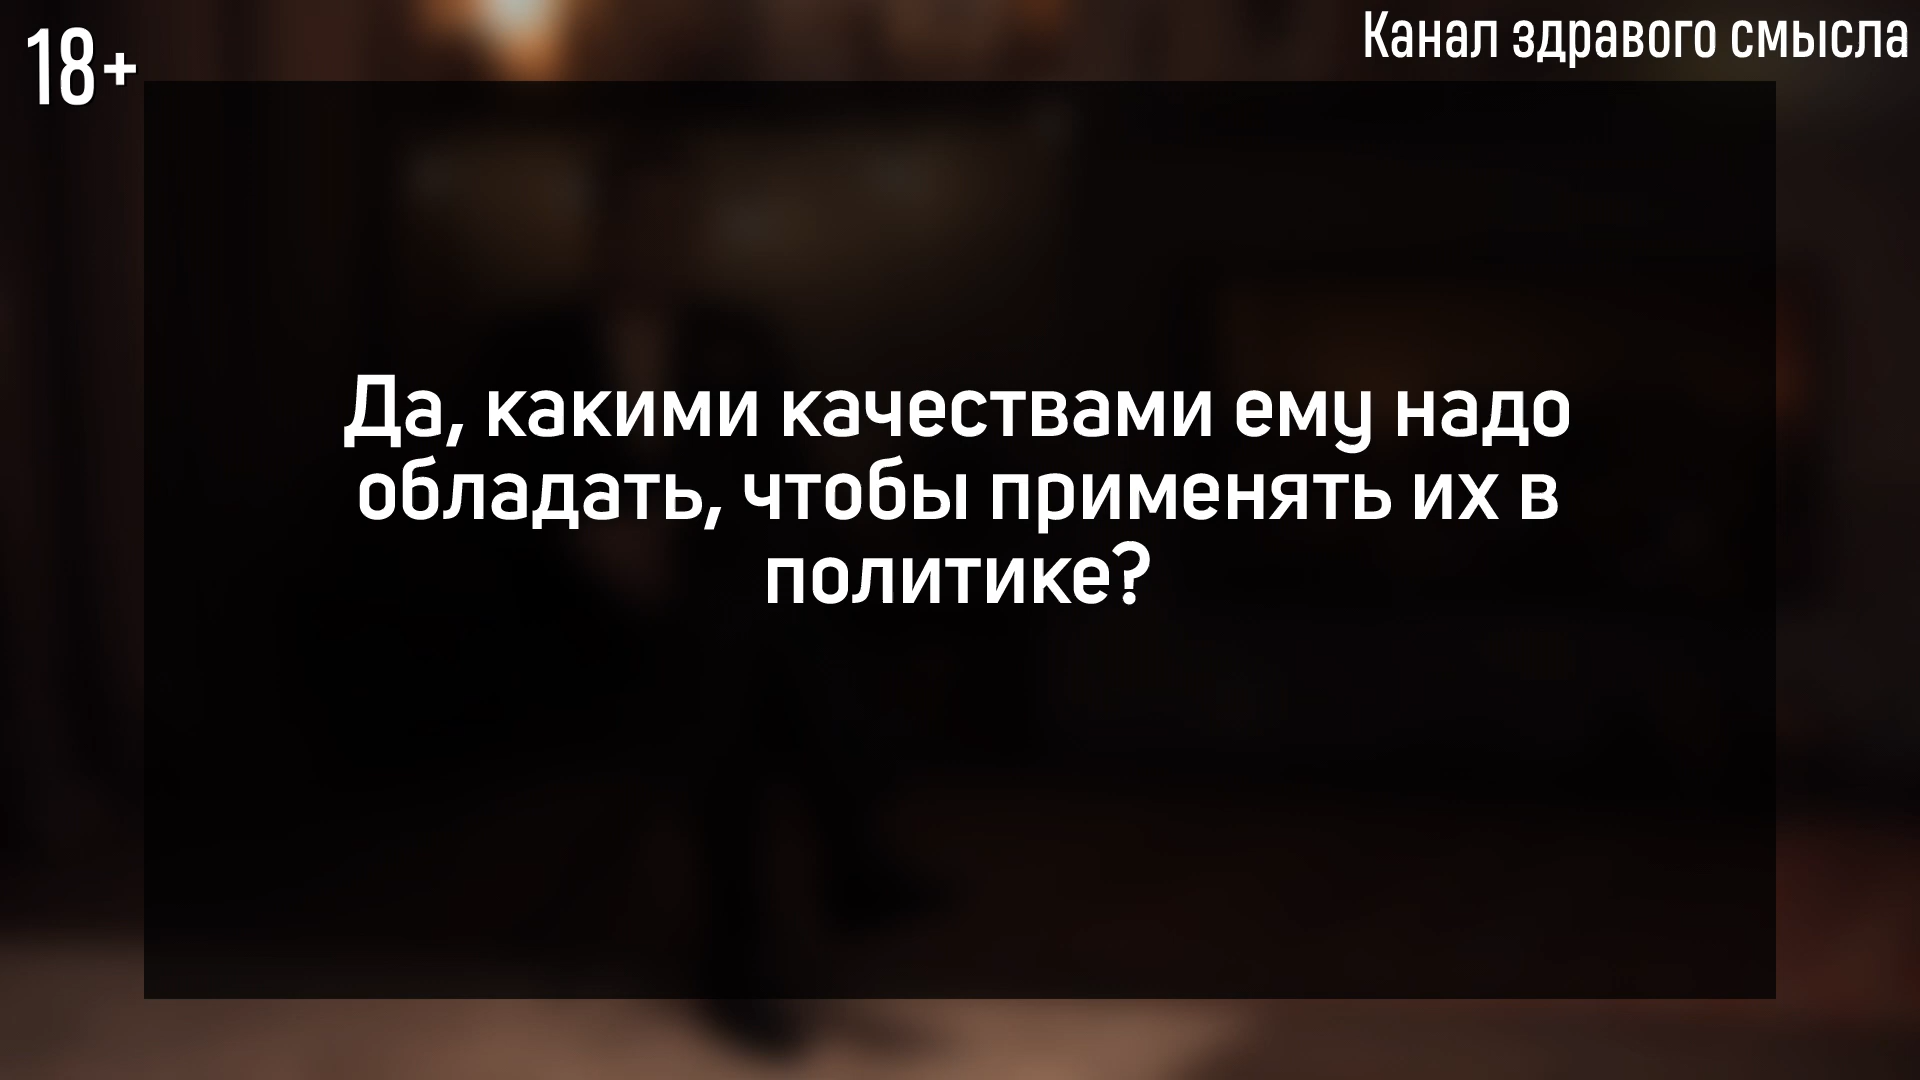 18+
Канал здравого смысла
Да, какими качествами ему надо
обладать, чтобы применять их в
политике?